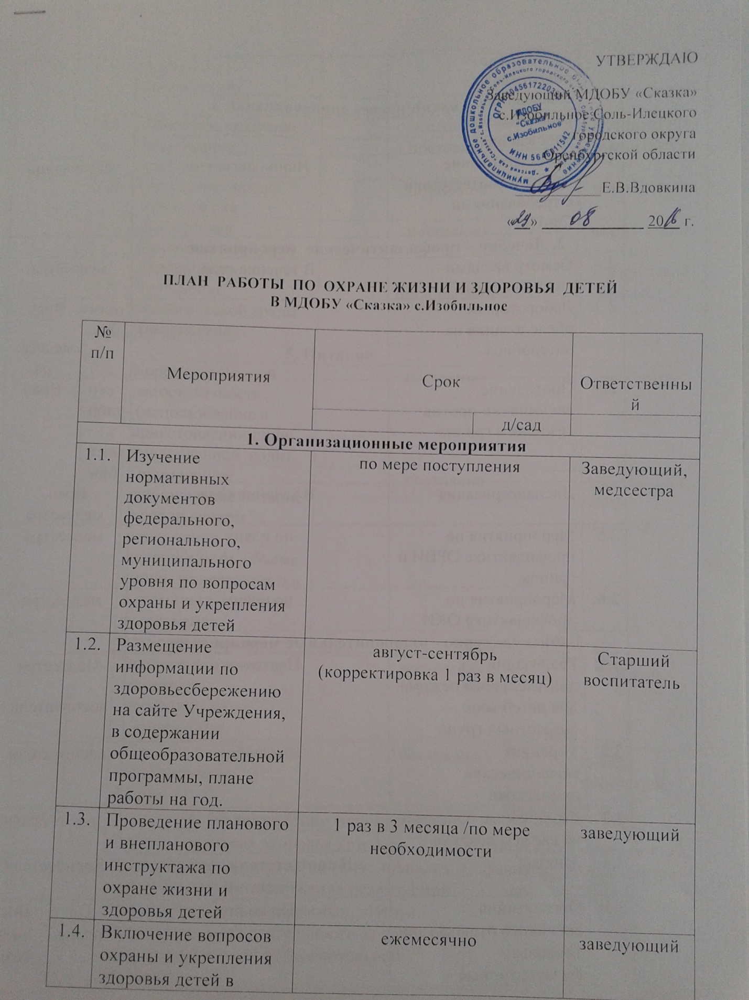 УТВЕРЖДАЮ
Заведующий МДОБУ «Сказка»
с.Изобильное Соль-Илецкого
городского округа
Оренбургской области
Е.В.Вдовкина
«29» 08 2016 г.
МДОБУ
"Сказка"
с.Изобильное
ИНН 5646011542
ПЛАН РАБОТЫ ПО ОХРАНЕ ЖИЗНИ И ЗДОРОВЬЯ ДЕТЕЙ
В МДОБУ «Сказка» с.Изобильное
№
п/п
Мероприятия
Срок
Ответственны
й
д/сад
1. Организационные мероприятия
1.1.
Изучение
нормативных
документов
федерального,
регионального,
муниципального
уровня по вопросам
охраны и укрепления
здоровья детей
по мере поступления
Заведующий,
медсестра
1.2.
Размещение
информации по
здоровьесбережению
на сайте Учреждения,
в содержании
общеобразовательной
программы, плане
работы на год.
август-сентябрь
(корректировка 1 раз в месяц)
Старший
воспитатель
1.3.
Проведение планового
и внепланового
инструктажа по
охране жизни и
здоровья детей
1 раз в 3 месяца /по мере
необходимости
заведующий
1.4.
Включение вопросов
охраны и укрепления
здоровья детей в
ежемесячно
заведующий